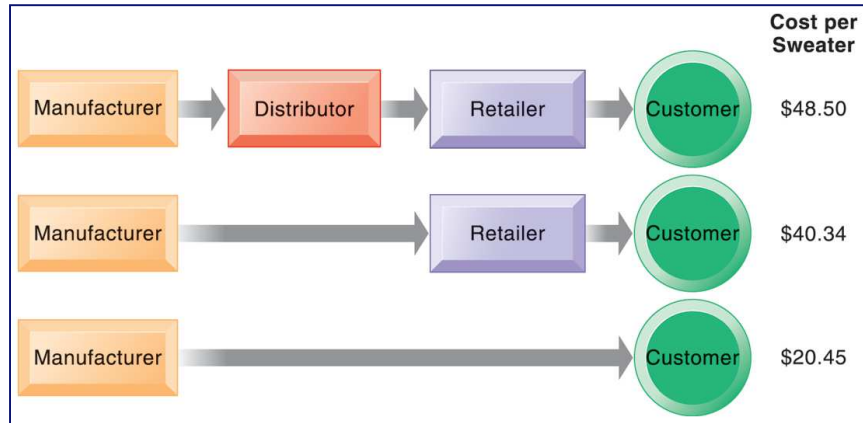 Cost per
Sweater
Manufacturer Distributor Retailer Customer $48.50
Manufacturer Retailer Customer $40.34
Manufacturer Customer $20.45